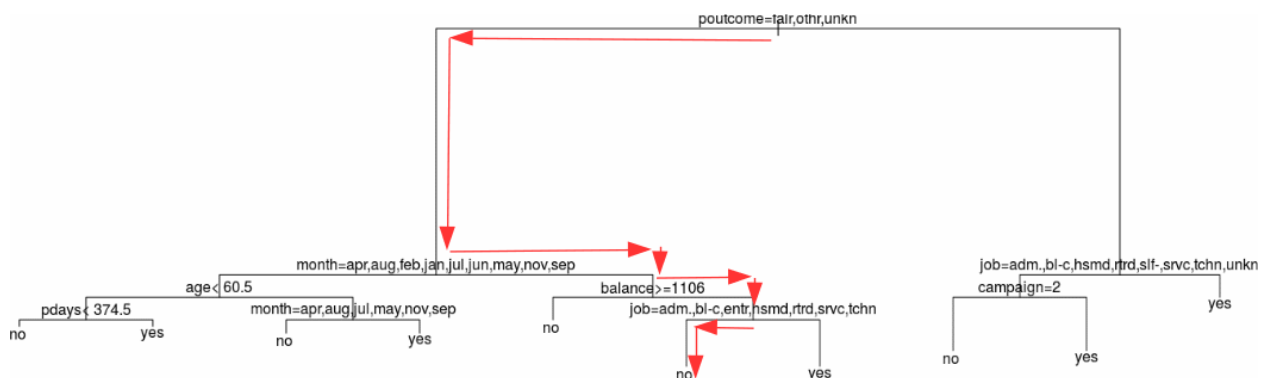 poutcome=fair,othr,unkn
month=apr,aug,feb,jan,jul,jun,may,nov,sep
job=adm.,bl-c,hsmd,rtrd,slf-,srvc,tchn,unkn
age< 60.5
balance>=1106
campaign=2
yes
pdays< 374.5
month=apr,aug,jul,may,nov,sep
no
job=adm.,bl-c,entr,hsmd,rtrd,srvc,tchn
no
yes
no
yes
no
yes
no
yes